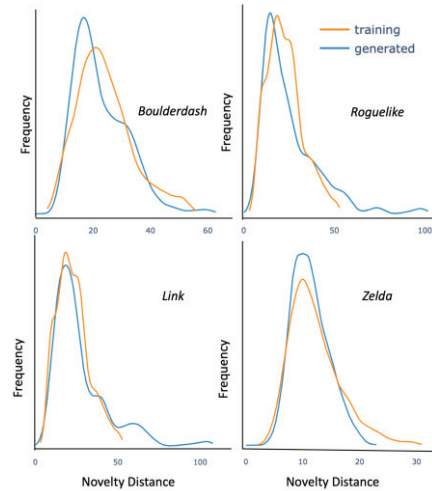 training
generated
Boulderdash
Roguelike
Frequency
Frequency
0
20
40
60
0
50
100
Link
Zelda
Frequency
Frequency
0
50
100
0
10
20
30
Novelty Distance
Novelty Distance